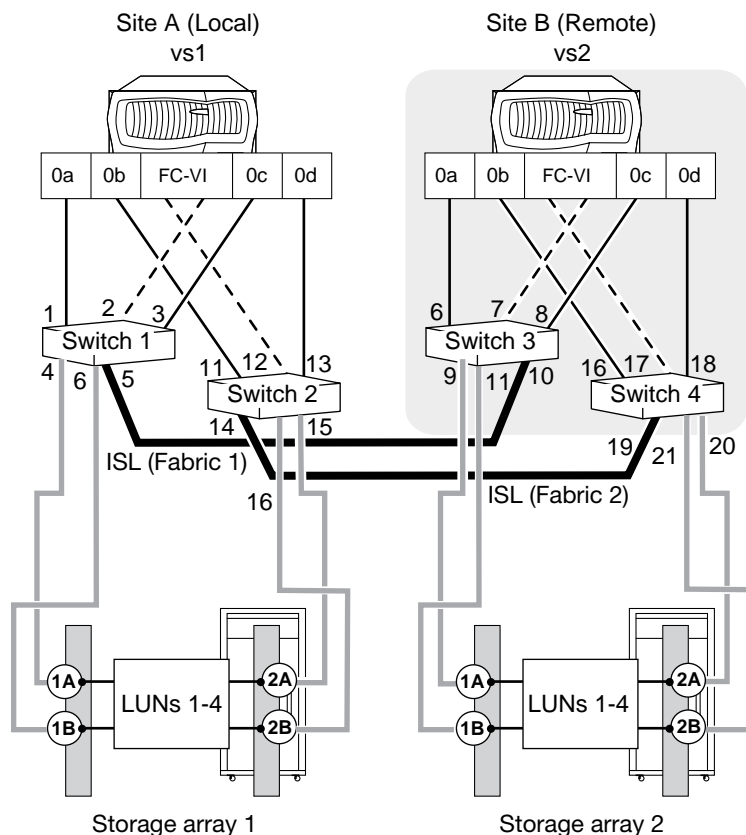 Site A (Local)
vs1
Site B (Remote)
vs2
0a 0b FC-VI 0c 0d
0a 0b FC-VI 0c 0d
1 2 3
Switch 1
4 6 5
11 12 13
Switch 2
14 15
16
6 7 8
Switch 3
9 11 10
16 17 18
Switch 4
19 21 20
ISL (Fabric 1)
ISL (Fabric 2)
1A LUNs 1-4 2A
1B 2B
Storage array 1
1A LUNs 1-4 2A
1B 2B
Storage array 2